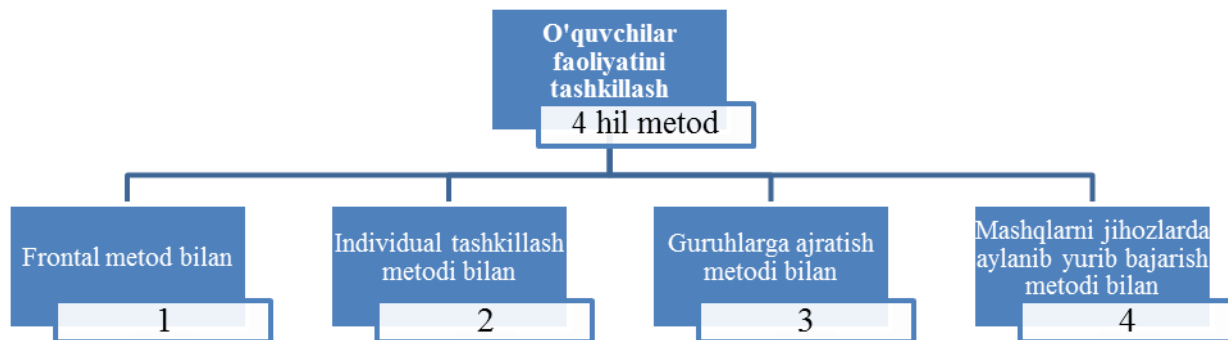 O'quvchilar
faoliyatini
tashkillash
4 hil metod
Frontal metod bilan
1
Individual tashkillash
metodi bilan
2
Guruhlarga ajratish
metodi bilan
3
Mashqlarni jihozlarda
aylanib yurib bajarish
metodi bilan
4